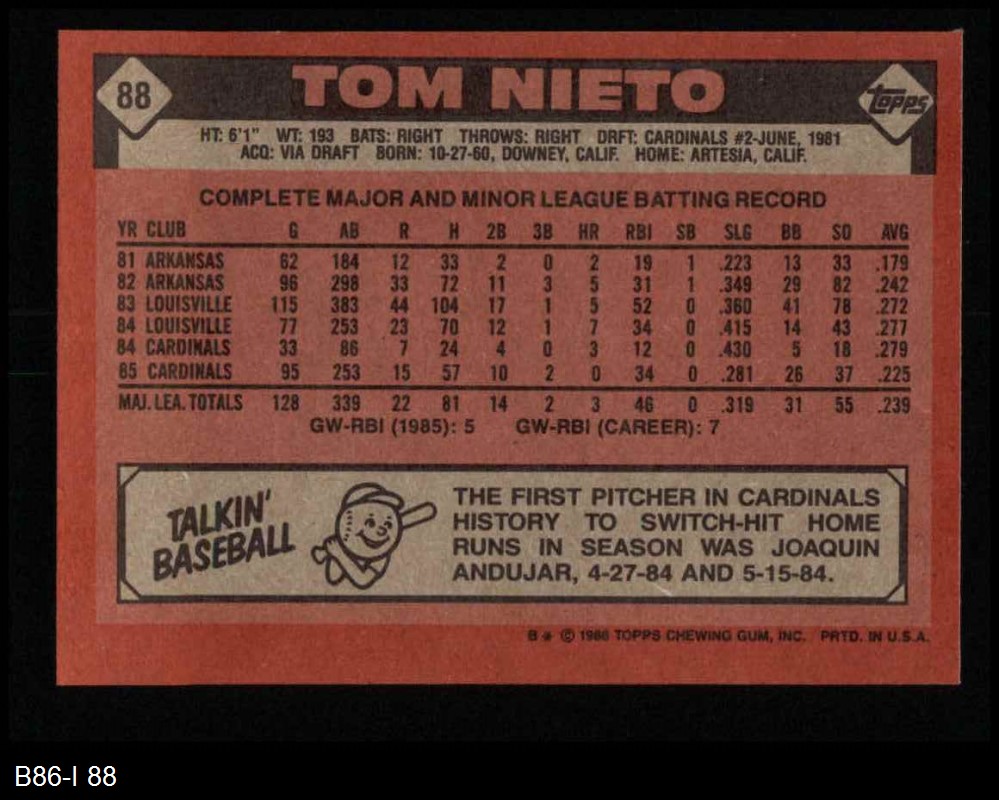 88
TOM NIETO
topps
HT: 6'1" WT: 193 BATS: RIGHT THROWS: RIGHT DRFT: CARDINALS #2-JUNE, 1981
ACQ: VIA DRAFT BORN: 10-27-60, DOWNEY, CALIF. HOME: ARTESIA, CALIF.
COMPLETE MAJOR AND MINOR LEAGUE BATTING RECORD
YR CLUB G AB R H 2B 3B HR RBI SB SLG BB SO AVG
81 ARKANSAS 62 184 12 33 2 0 2 19 1 .223 13 33 .179
82 ARKANSAS 96 298 33 72 11 3 5 31 1 .349 29 82 .242
83 LOUISVILLE 115 383 44 104 17 1 5 52 0 .360 41 78 .272
84 LOUISVILLE 77 253 23 70 12 1 7 34 0 .415 14 43 .277
84 CARDINALS 33 86 7 24 4 0 3 12 0 .430 5 18 .279
85 CARDINALS 95 253 15 57 10 2 0 34 0 .281 26 37 .225
MAJ. LEA. TOTALS 128 339 22 81 14 2 3 46 0 .319 31 55 .239
GW-RBI (1985): 5 GW-RBI (CAREER): 7
TALKIN'
BASEBALL
THE FIRST PITCHER IN CARDINALS
HISTORY TO SWITCH-HIT HOME
RUNS IN SEASON WAS JOAQUIN
ANDUJAR, 4-27-84 AND 5-15-84.
B * © 1986 TOPPS CHEWING GUM, INC. PRTD. IN U.S.A.
B86-I 88